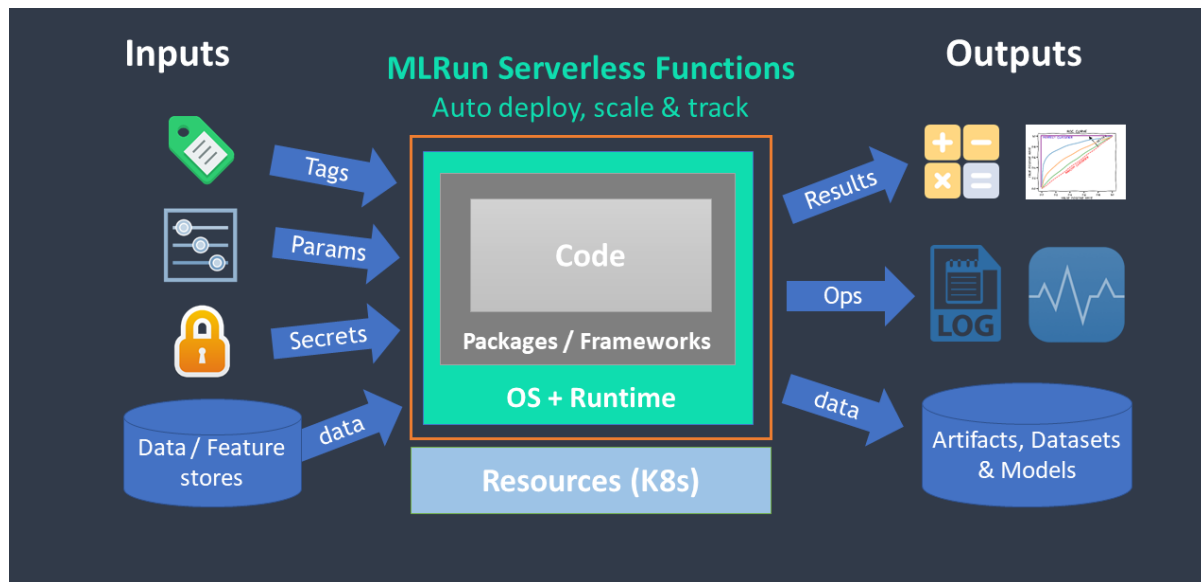 Inputs
MLRun Serverless Functions
Auto deploy, scale & track
Outputs
Tags
Params
Secrets
data
Data / Feature
stores
Code
Packages / Frameworks
OS + Runtime
Resources (K8s)
Results
Ops
data
LOG
Artifacts, Datasets
& Models